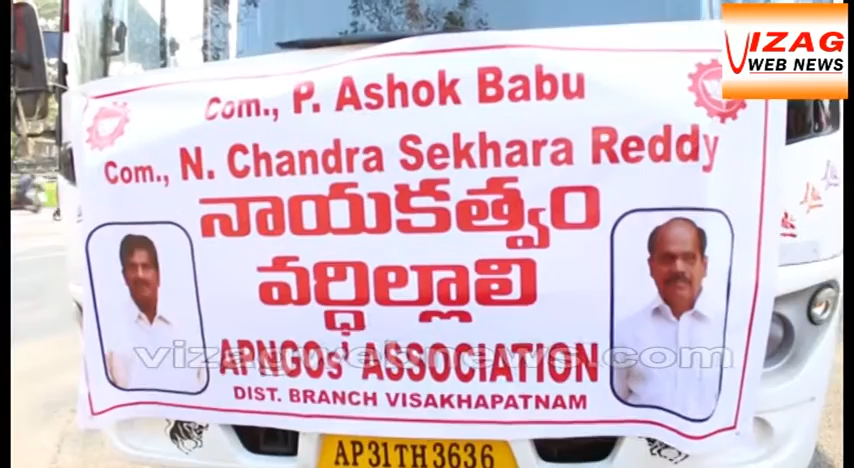 VIZAG
WEB NEWS
Com., P. Ashok Babu
Com., N. Chandra Sekhara Reddy
నాయకత్వం
వర్ధిల్లాలి
vizagwebnews.com
APNGOs' ASSOCIATION
DIST. BRANCH VISAKHAPATNAM
AP31TH3636